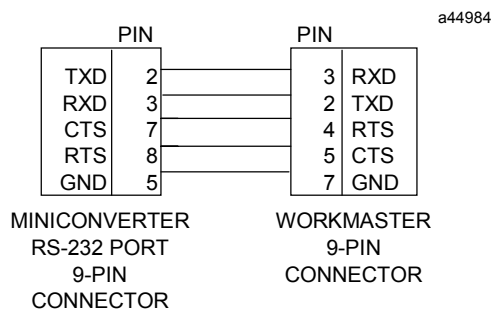 a44984
PIN PIN
TXD 2 3 RXD
RXD 3 2 TXD
CTS 7 4 RTS
RTS 8 5 CTS
GND 5 7 GND
MINICONVERTER WORKMASTER
RS-232 PORT 9-PIN
9-PIN CONNECTOR
CONNECTOR